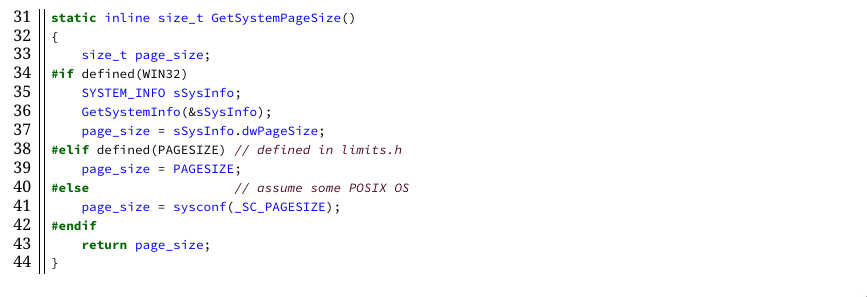 31 static inline size_t GetSystemPageSize()
32 {
33     size_t page_size;
34 #if defined(WIN32)
35     SYSTEM_INFO sSysInfo;
36     GetSystemInfo(&sSysInfo);
37     page_size = sSysInfo.dwPageSize;
38 #elif defined(PAGESIZE) // defined in limits.h
39     page_size = PAGESIZE;
40 #else                   // assume some POSIX OS
41     page_size = sysconf(_SC_PAGESIZE);
42 #endif
43     return page_size;
44 }